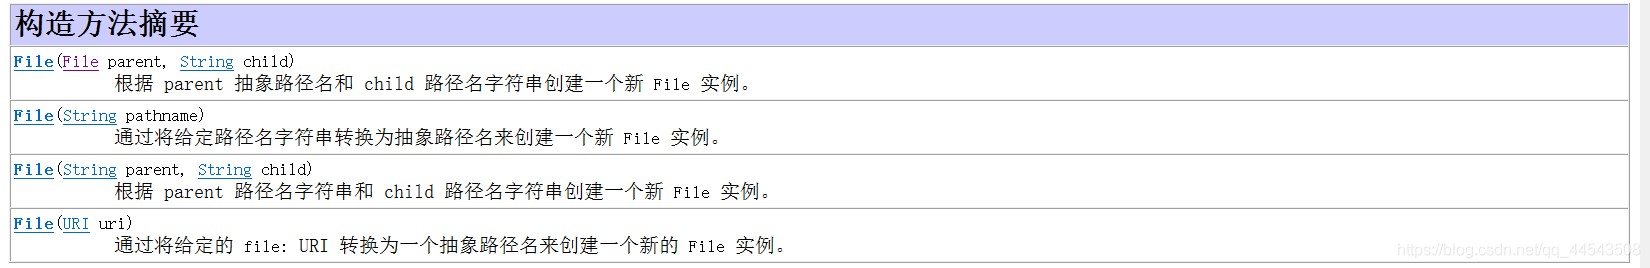 构造方法摘要
File(File parent, String child)
根据 parent 抽象路径名和 child 路径名字符串创建一个新 File 实例。
File(String pathname)
通过将给定路径名字符串转换为抽象路径名来创建一个新 File 实例。
File(String parent, String child)
根据 parent 路径名字符串和 child 路径名字符串创建一个新 File 实例。
File(URI uri)
通过将给定的 file: URI 转换为一个抽象路径名来创建一个新的 File 实例。
https://blog.csdn.net/qq_44543508